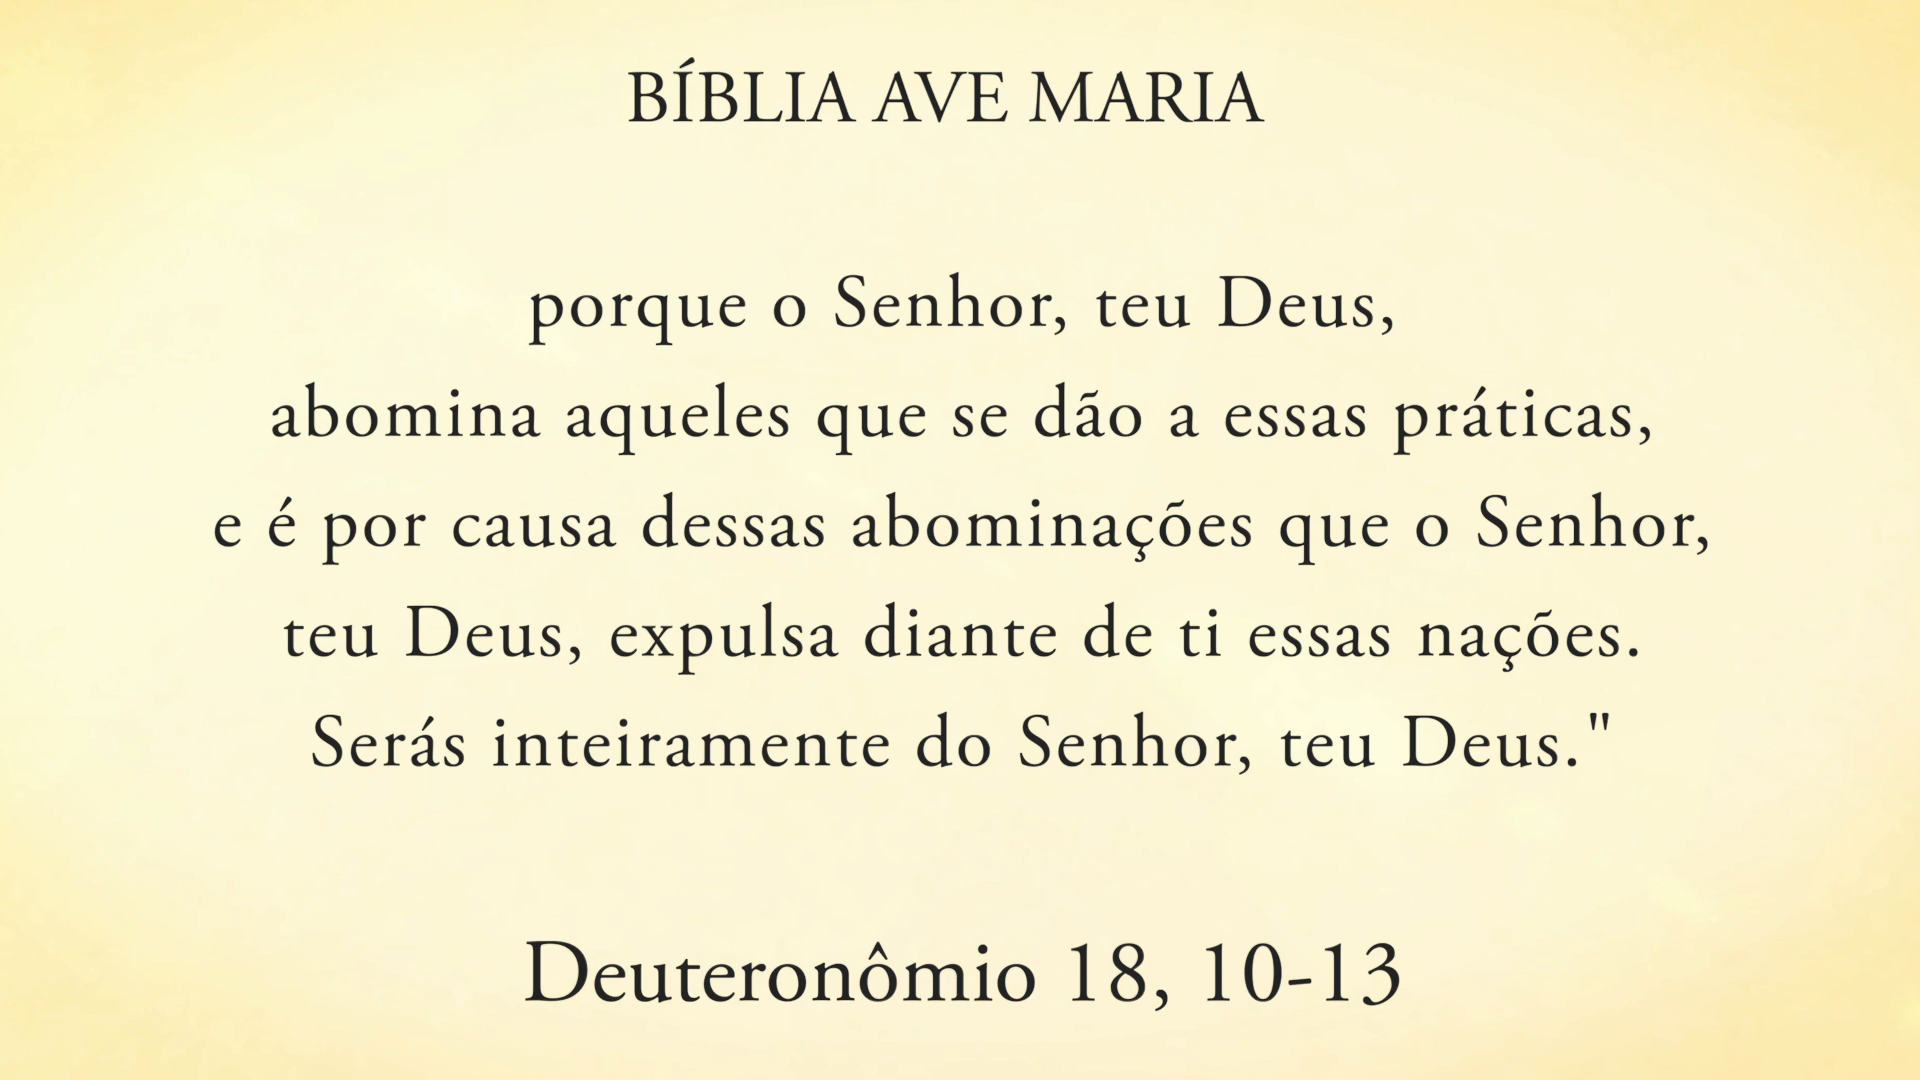 BÍBLIA AVE MARIA
porque o Senhor, teu Deus,
abomina aqueles que se dão a essas práticas,
e é por causa dessas abominações que o Senhor,
teu Deus, expulsa diante de ti essas nações.
Serás inteiramente do Senhor, teu Deus."
Deuteronômio 18, 10-13